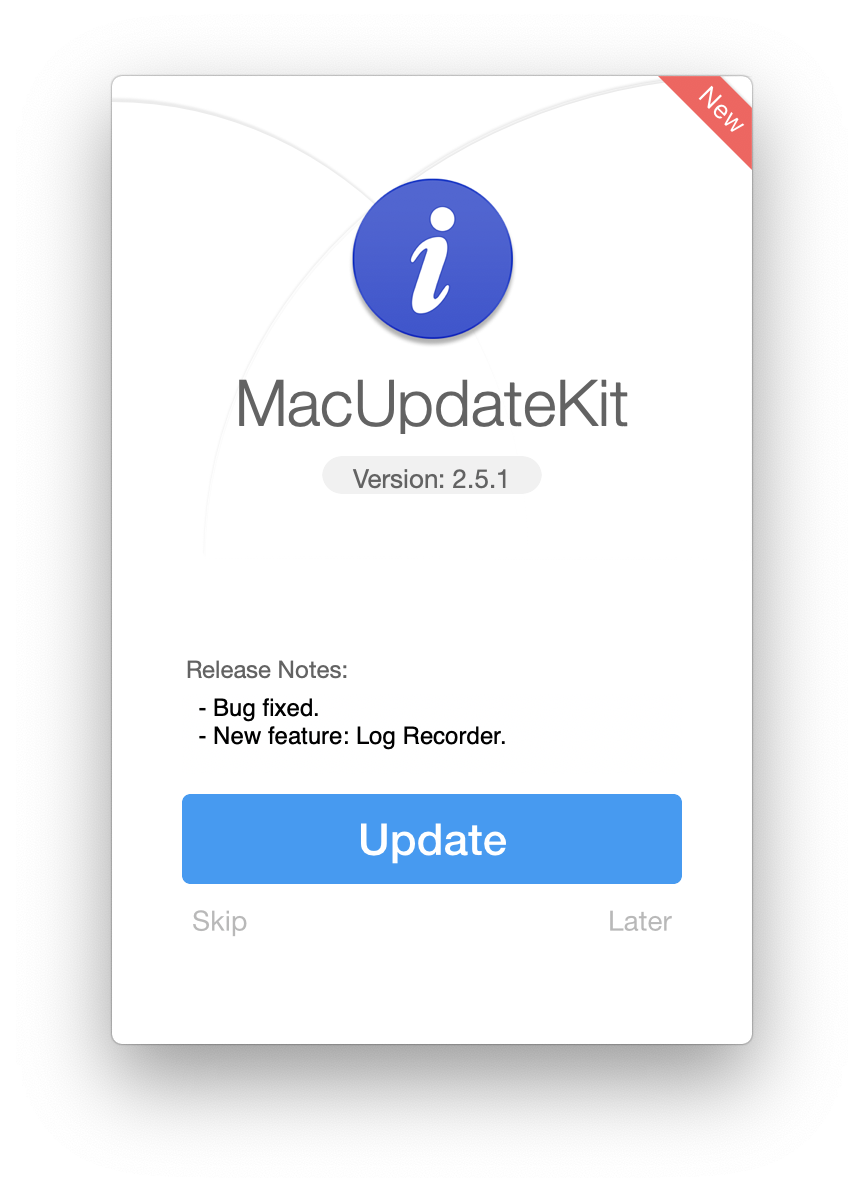 New
i
MacUpdateKit
Version: 2.5.1
Release Notes:
- Bug fixed.
- New feature: Log Recorder.
Update
Skip
Later